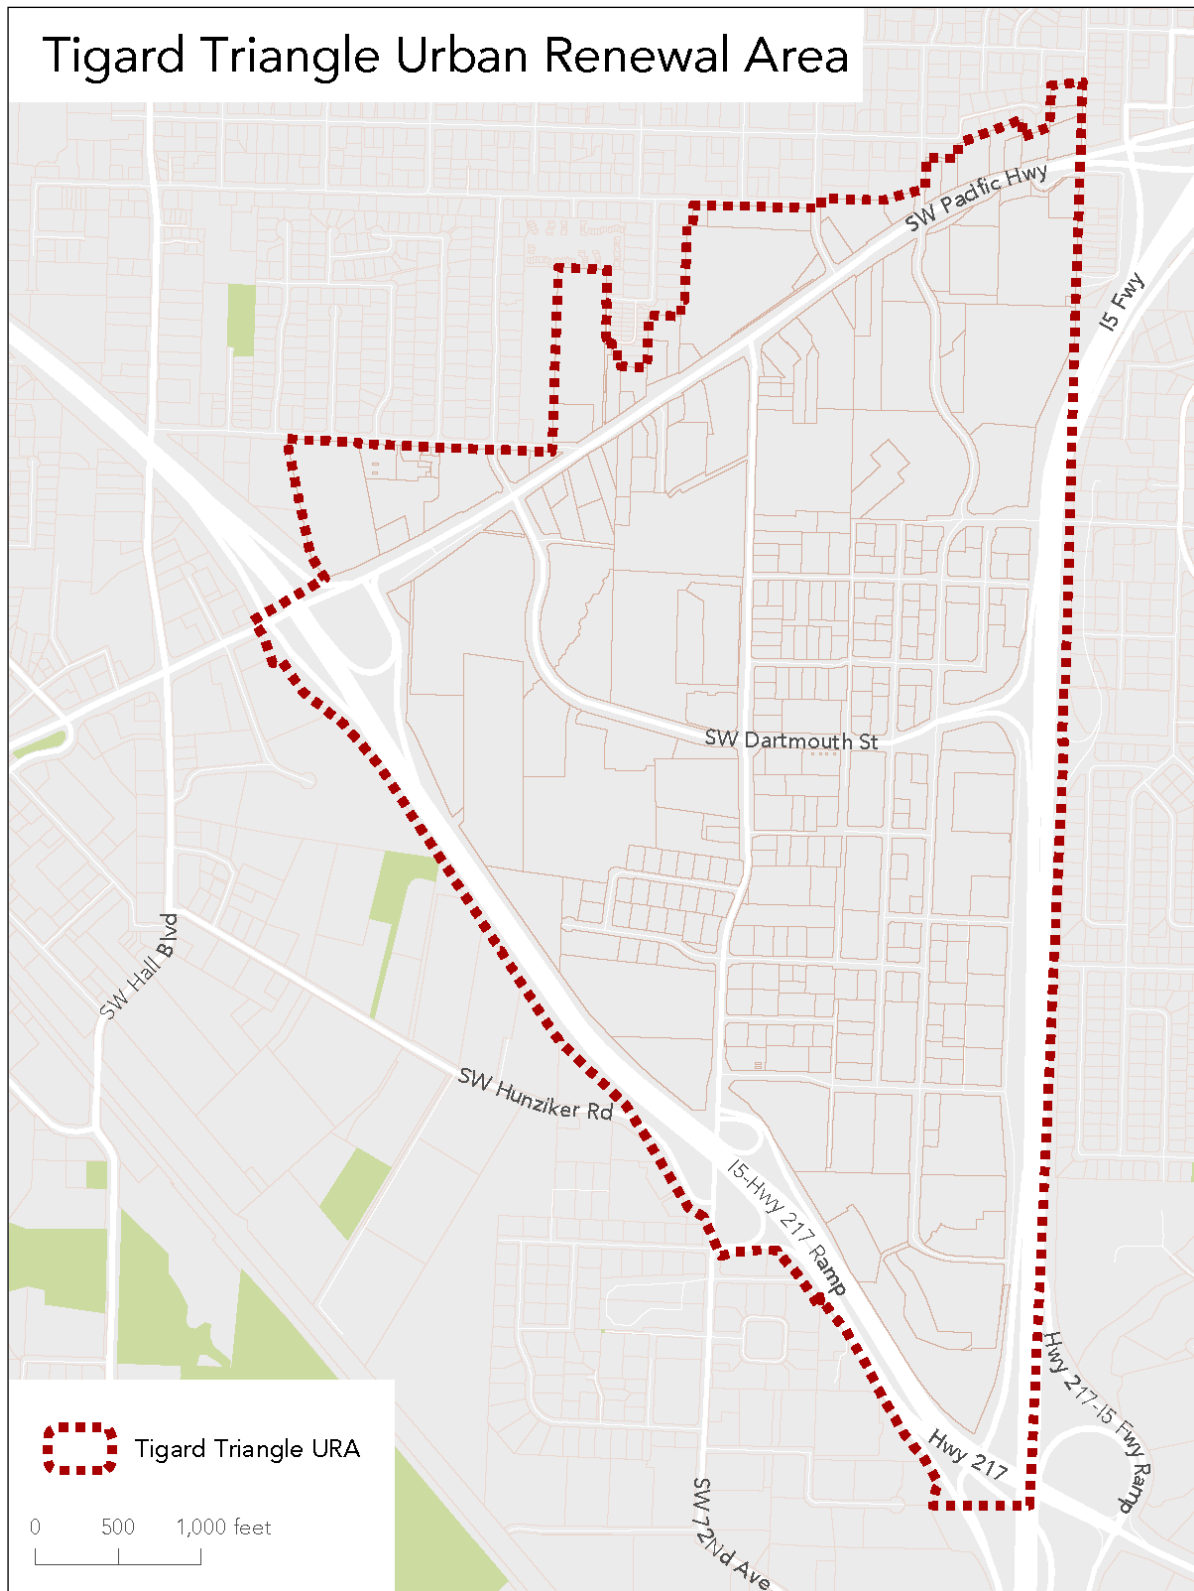 Tigard Triangle Urban Renewal Area
SW Pacific Hwy
I5 Fwy
SW Dartmouth St
SW Hall Blvd
SW Hunziker Rd
I5-Hwy 217 Ramp
Hwy 217-I5 Fwy Ramp
Hwy 217
SW 72Nd Ave
Tigard Triangle URA
0 500 1,000 feet